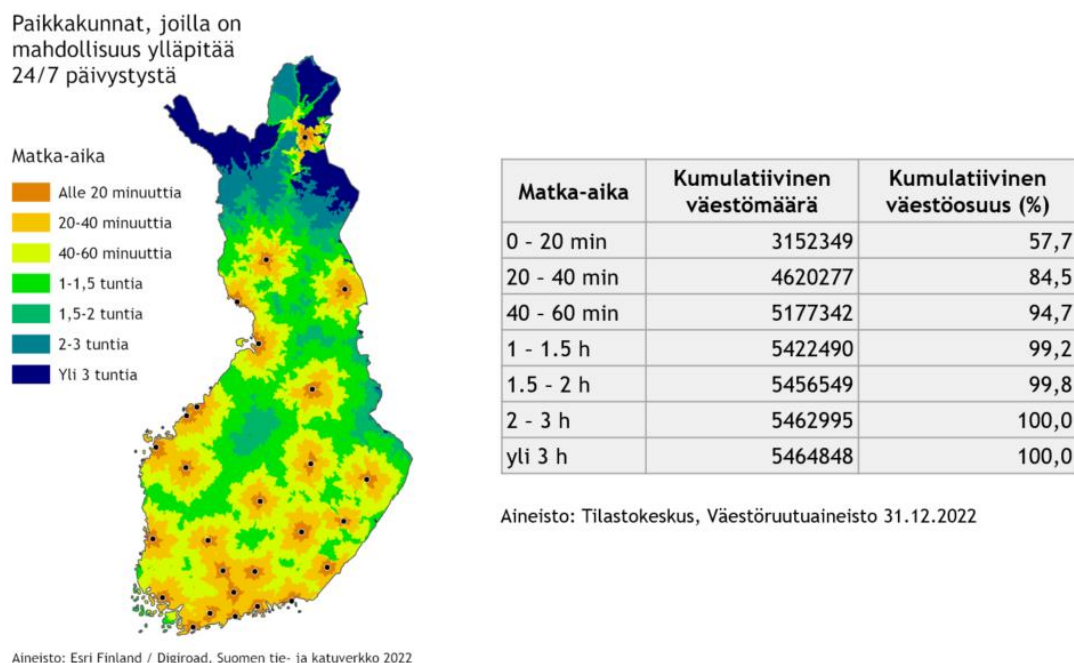 Paikkakunnat, joilla on
mahdollisuus ylläpitää
24/7 päivystystä
Matka-aika
Alle 20 minuuttia
20-40 minuuttia
40-60 minuuttia
1-1,5 tuntia
1,5-2 tuntia
2-3 tuntia
Yli 3 tuntia
Aineisto: Esri Finland / Digiroad, Suomen tie- ja katuverkko 2022
Matka-aika Kumulatiivinen väestömäärä Kumulatiivinen väestöosuus (%)
0 - 20 min 3152349 57,7
20 - 40 min 4620277 84,5
40 - 60 min 5177342 94,7
1 - 1.5 h 5422490 99,2
1.5 - 2 h 5456549 99,8
2 - 3 h 5462995 100,0
yli 3 h 5464848 100,0
Aineisto: Tilastokeskus, Väestöruutuaineisto 31.12.2022